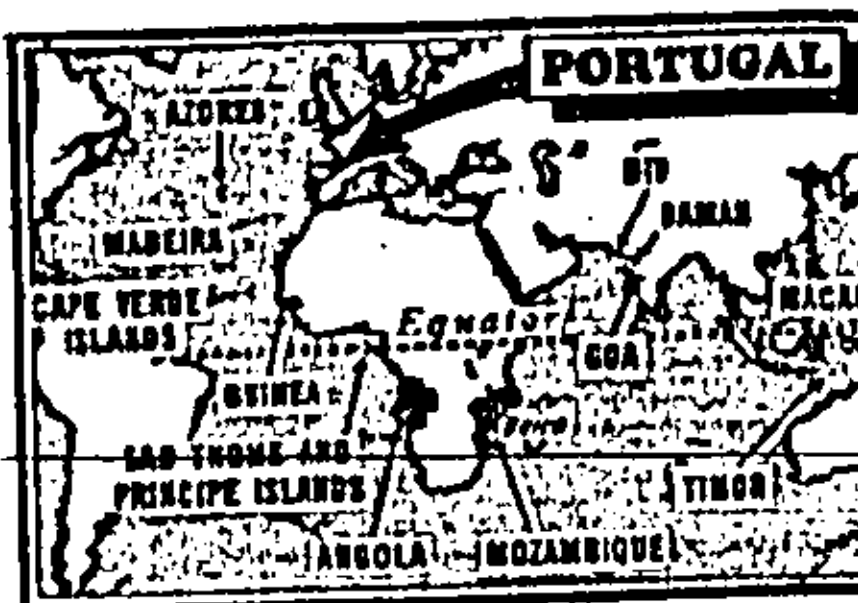 PORTUGAL
AZORES
DIU
DAMAN
MADEIRA
CAPE VERDE
ISLANDS
MACAU
Equator
GOA
GUINEA
SAO THOME AND
PRINCIPE ISLANDS
TIMOR
ANGOLA
MOZAMBIQUE